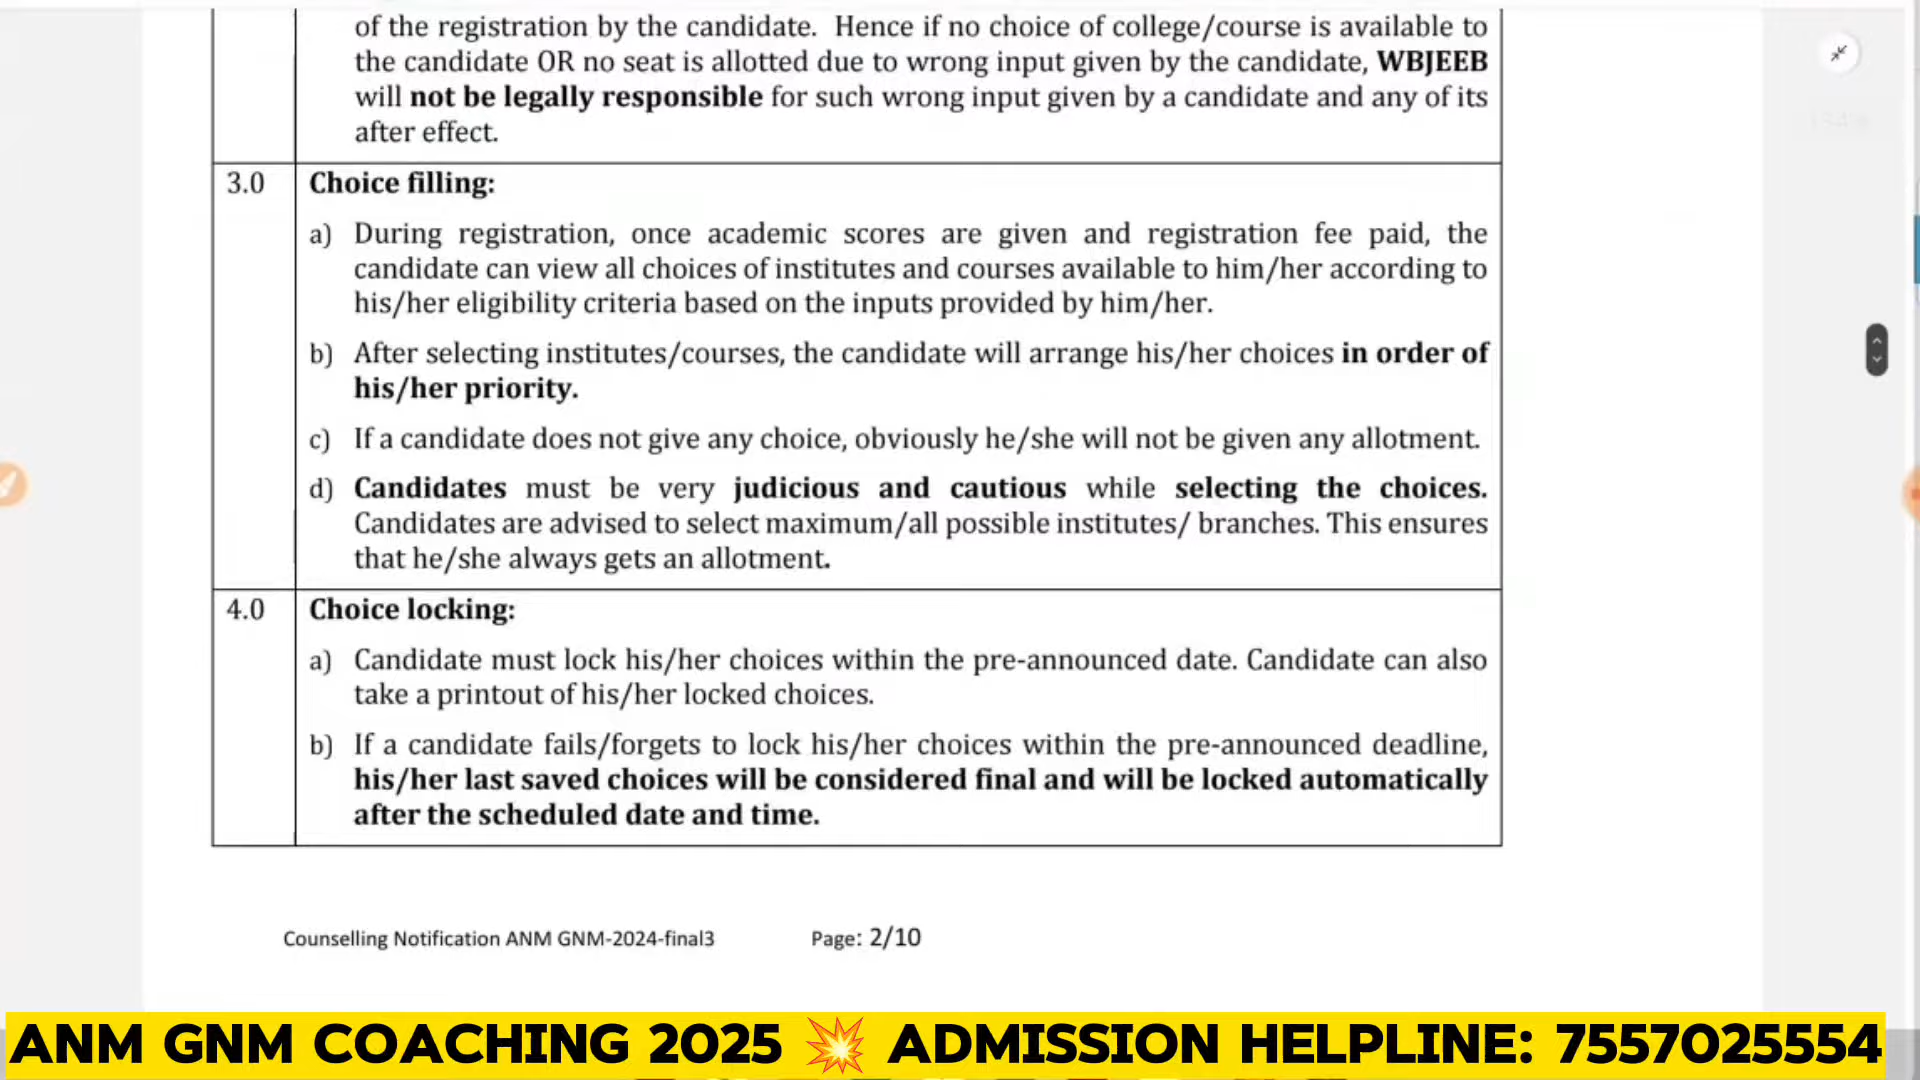 of the registration by the candidate. Hence if no choice of college/course is available to
the candidate OR no seat is allotted due to wrong input given by the candidate, WBJEEB
will not be legally responsible for such wrong input given by a candidate and any of its
after effect.
3.0 Choice filling:
a) During registration, once academic scores are given and registration fee paid, the
candidate can view all choices of institutes and courses available to him/her according to
his/her eligibility criteria based on the inputs provided by him/her.
b) After selecting institutes/courses, the candidate will arrange his/her choices in order of
his/her priority.
c) If a candidate does not give any choice, obviously he/she will not be given any allotment.
d) Candidates must be very judicious and cautious while selecting the choices.
Candidates are advised to select maximum/all possible institutes/ branches. This ensures
that he/she always gets an allotment.
4.0 Choice locking:
a) Candidate must lock his/her choices within the pre-announced date. Candidate can also
take a printout of his/her locked choices.
b) If a candidate fails/forgets to lock his/her choices within the pre-announced deadline,
his/her last saved choices will be considered final and will be locked automatically
after the scheduled date and time.
Counselling Notification ANM GNM-2024-final3 Page: 2/10
ANM GNM COACHING 2025 💥 ADMISSION HELPLINE: 7557025554